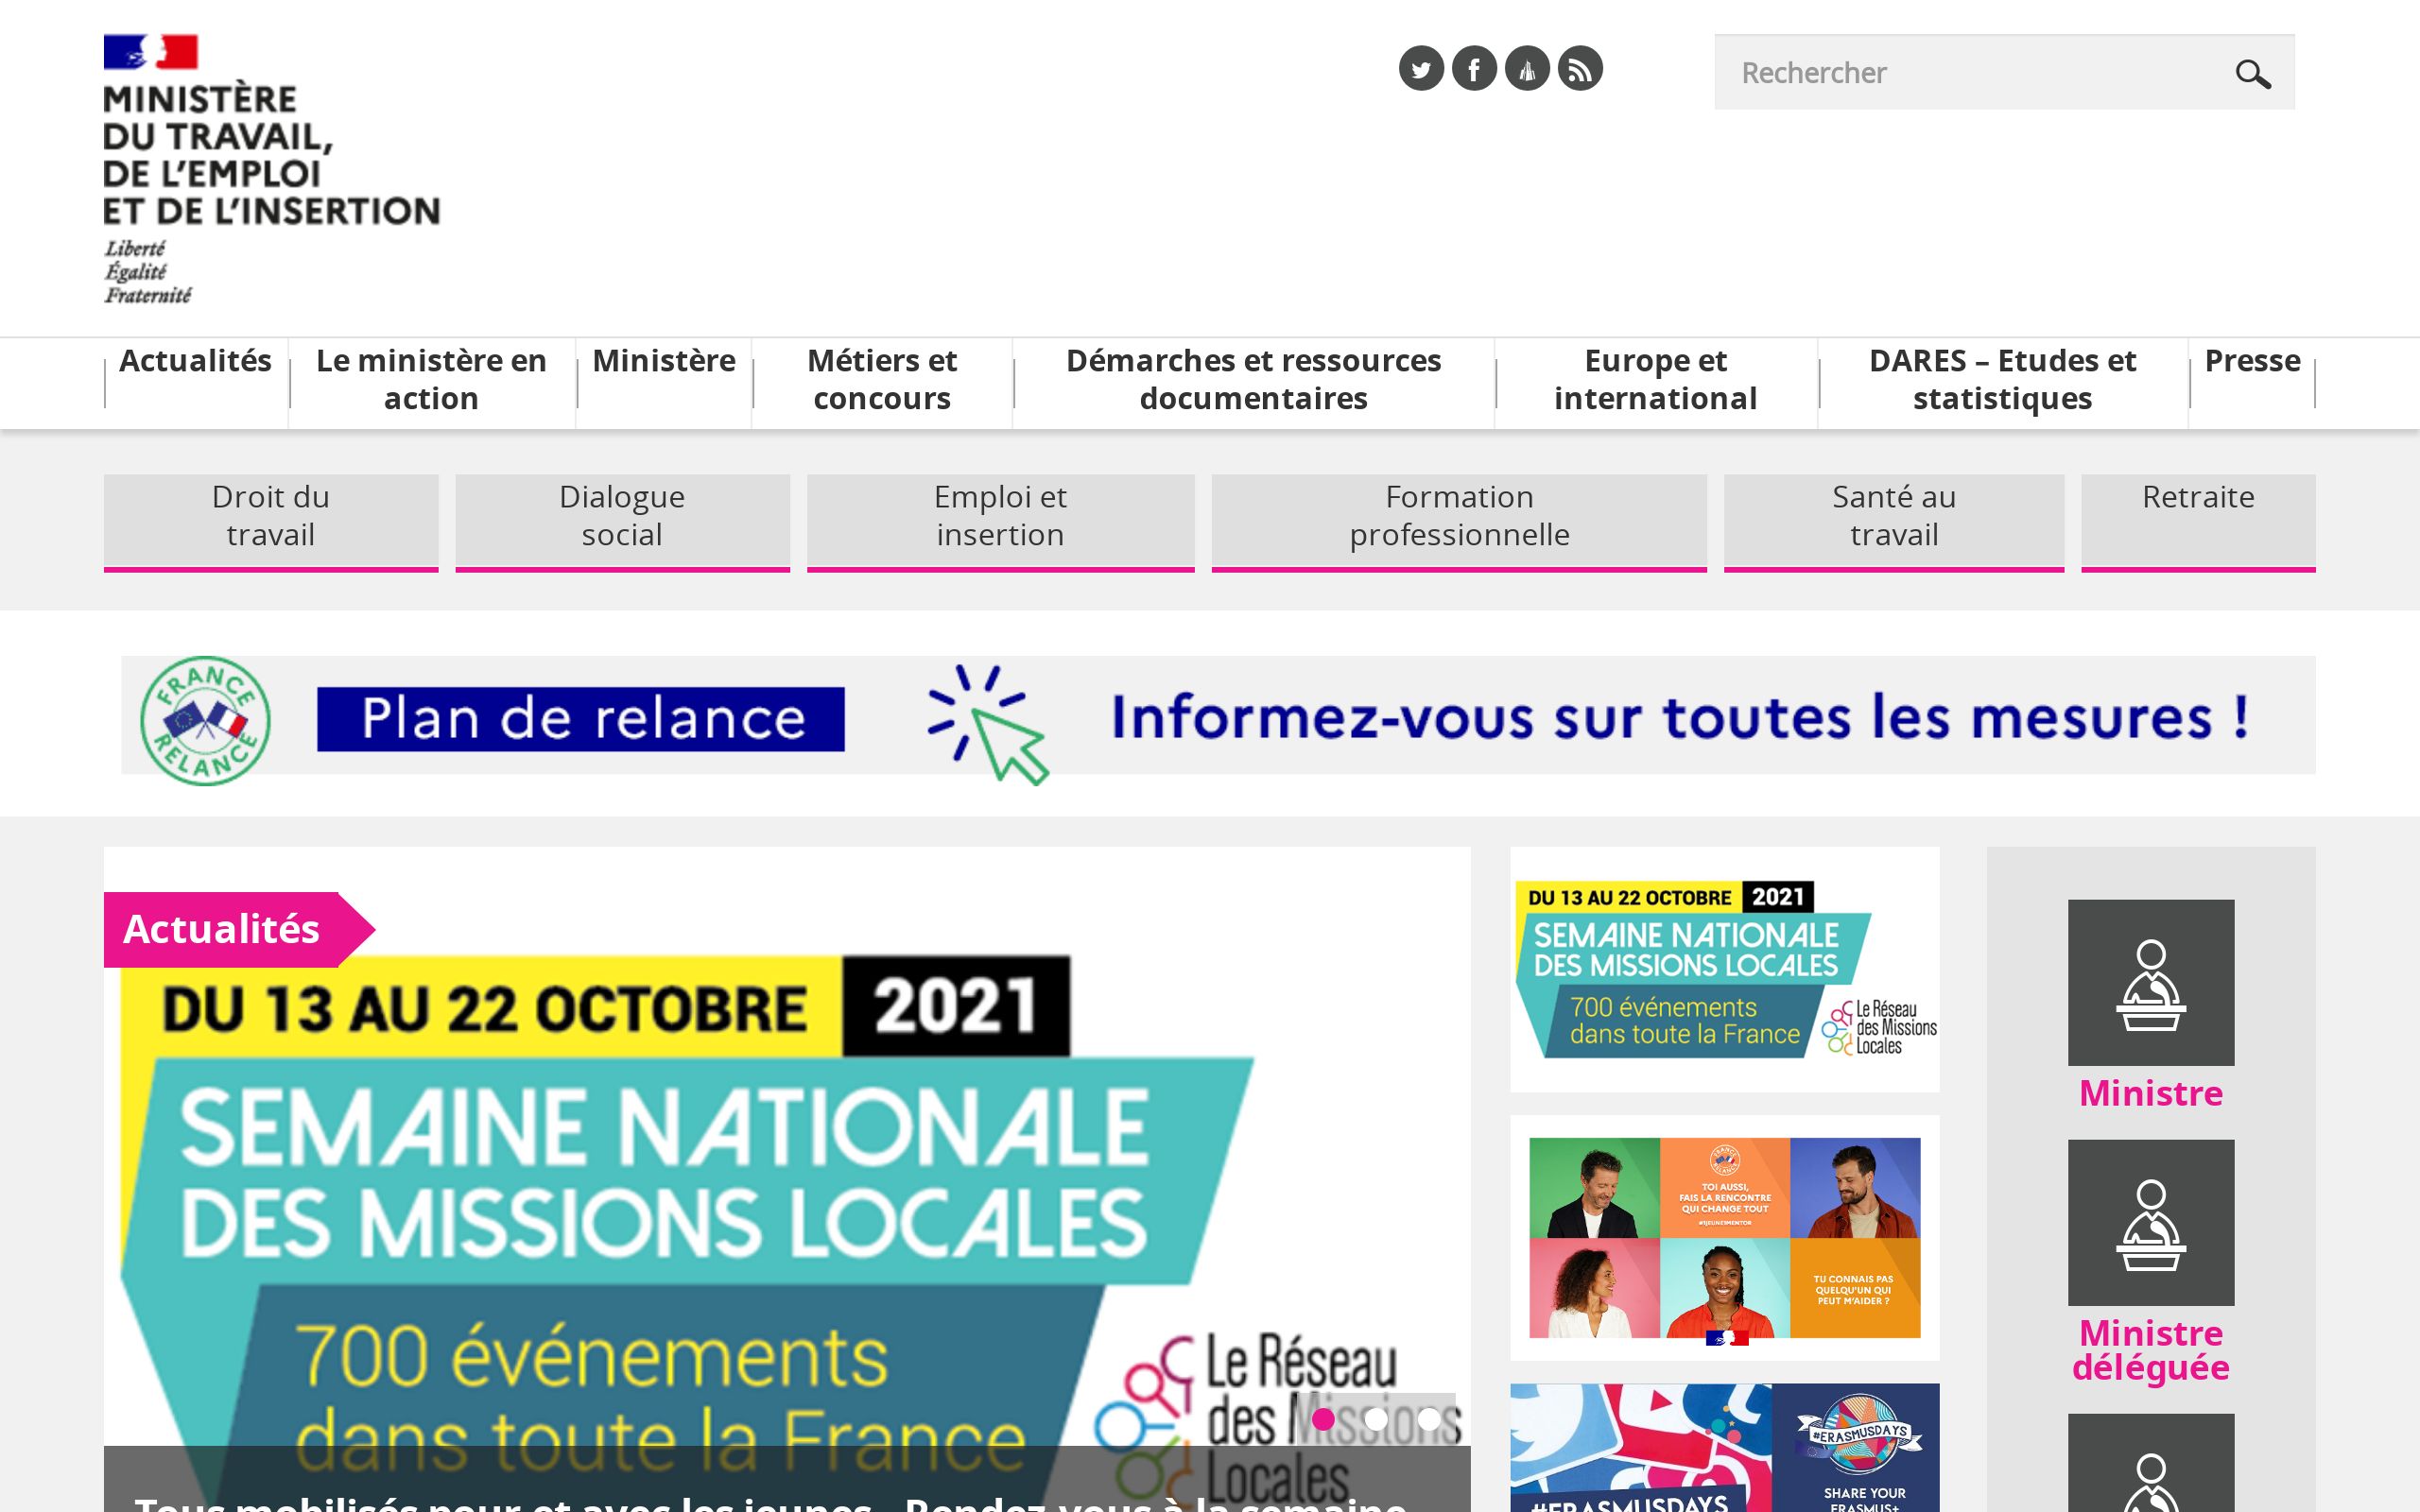 MINISTÈRE
DU TRAVAIL,
DE L'EMPLOI
ET DE L'INSERTION
Liberté
Égalité
Fraternité
Rechercher
Actualités
Le ministère en
action
Ministère
Métiers et
concours
Démarches et ressources
documentaires
Europe et
international
DARES – Etudes et
statistiques
Presse
Droit du
travail
Dialogue
social
Emploi et
insertion
Formation
professionnelle
Santé au
travail
Retraite
FRANCE
RELANCE
Plan de relance
Informez-vous sur toutes les mesures !
Actualités
DU 13 AU 22 OCTOBRE 2021
SEMAINE NATIONALE
DES MISSIONS LOCALES
700 événements
dans toute la France
Le Réseau
des Missions
Locales
Tous mobilisés pour et avec les jeunes - Rendez-vous à la semaine
DU 13 AU 22 OCTOBRE 2021
SEMAINE NATIONALE
DES MISSIONS LOCALES
700 événements
dans toute la France
Le Réseau
des Missions
Locales
FRANCE
RELANCE
TOI AUSSI,
FAIS LA RENCONTRE
QUI CHANGE TOUT
#1JEUNE1MENTOR
TU CONNAIS PAS
QUELQU'UN QUI
PEUT M'AIDER ?
#ERASMUSDAYS
#ERASMUSDAYS
SHARE YOUR
ERASMUS+
Ministre
Ministre
déléguée